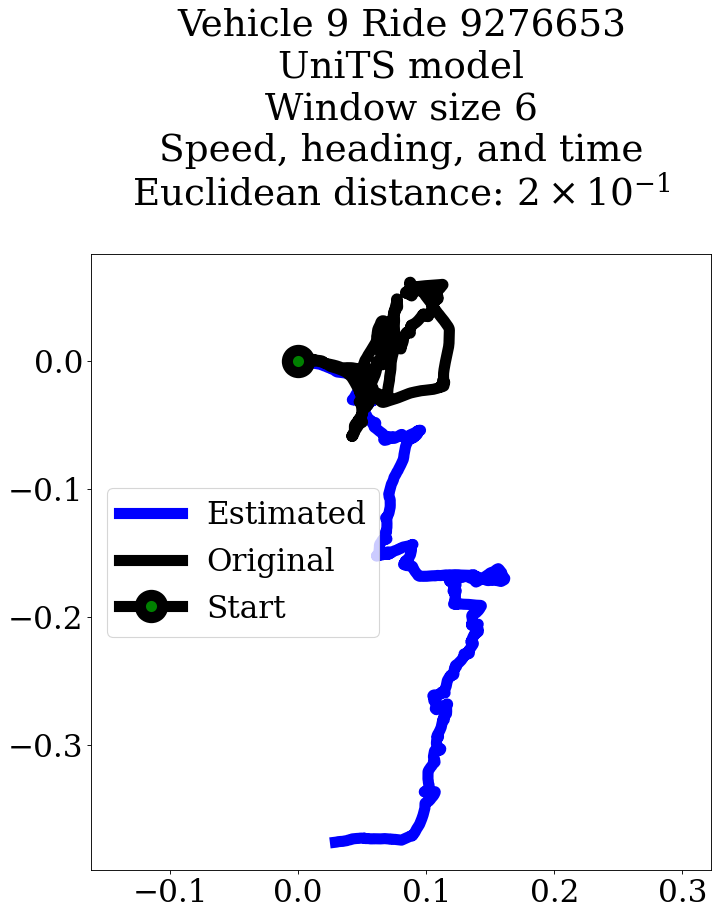 Vehicle 9 Ride 9276653
UniTS model
Window size 6
Speed, heading, and time
Euclidean distance: $2 \times 10^{-1}$
0.0
−0.1
−0.2
−0.3
Estimated
Original
Start
−0.1 0.0 0.1 0.2 0.3